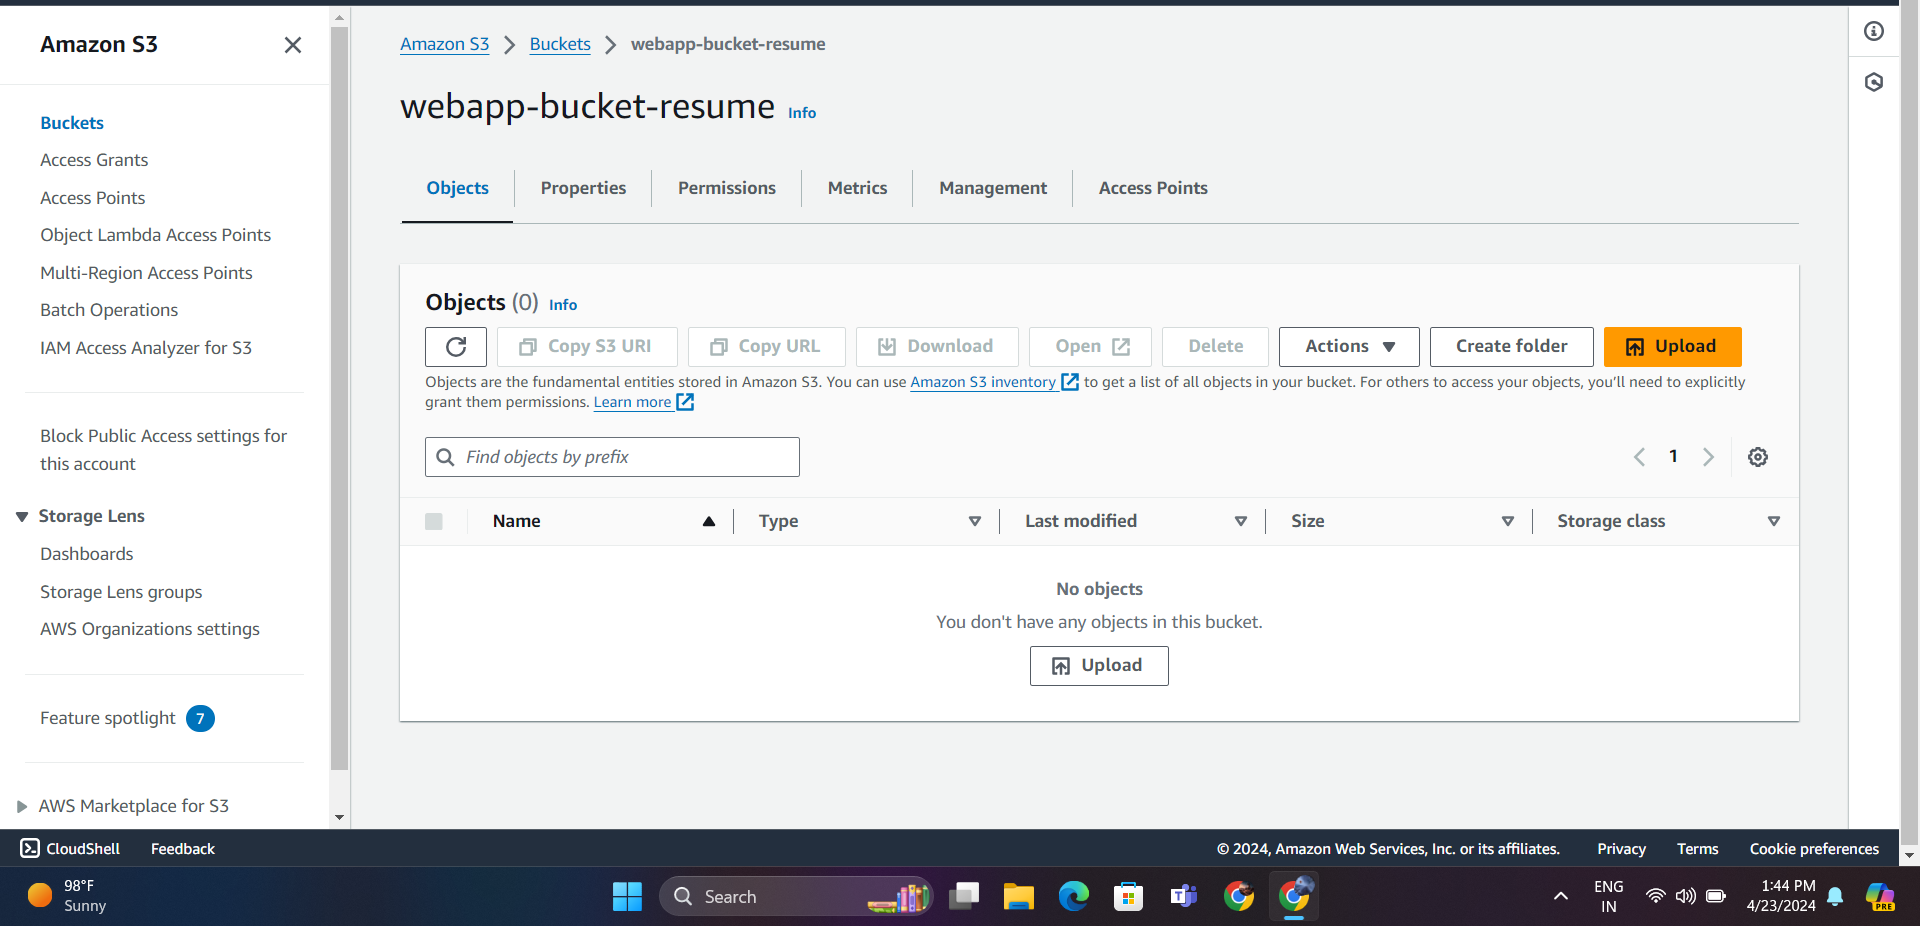 Amazon S3
Buckets
Access Grants
Access Points
Object Lambda Access Points
Multi-Region Access Points
Batch Operations
IAM Access Analyzer for S3
Block Public Access settings for
this account
Storage Lens
Dashboards
Storage Lens groups
AWS Organizations settings
Feature spotlight 7
AWS Marketplace for S3
Amazon S3 Buckets webapp-bucket-resume
webapp-bucket-resume Info
Objects Properties Permissions Metrics Management Access Points
Objects (0) Info
Copy S3 URI Copy URL Download Open Delete Actions Create folder Upload
Objects are the fundamental entities stored in Amazon S3. You can use Amazon S3 inventory to get a list of all objects in your bucket. For others to access your objects, you’ll need to explicitly
grant them permissions. Learn more
Find objects by prefix
1
Name Type Last modified Size Storage class
No objects
You don't have any objects in this bucket.
Upload
CloudShell Feedback © 2024, Amazon Web Services, Inc. or its affiliates. Privacy Terms Cookie preferences
98°F
Sunny
Search
ENG
IN
1:44 PM
4/23/2024
PRE